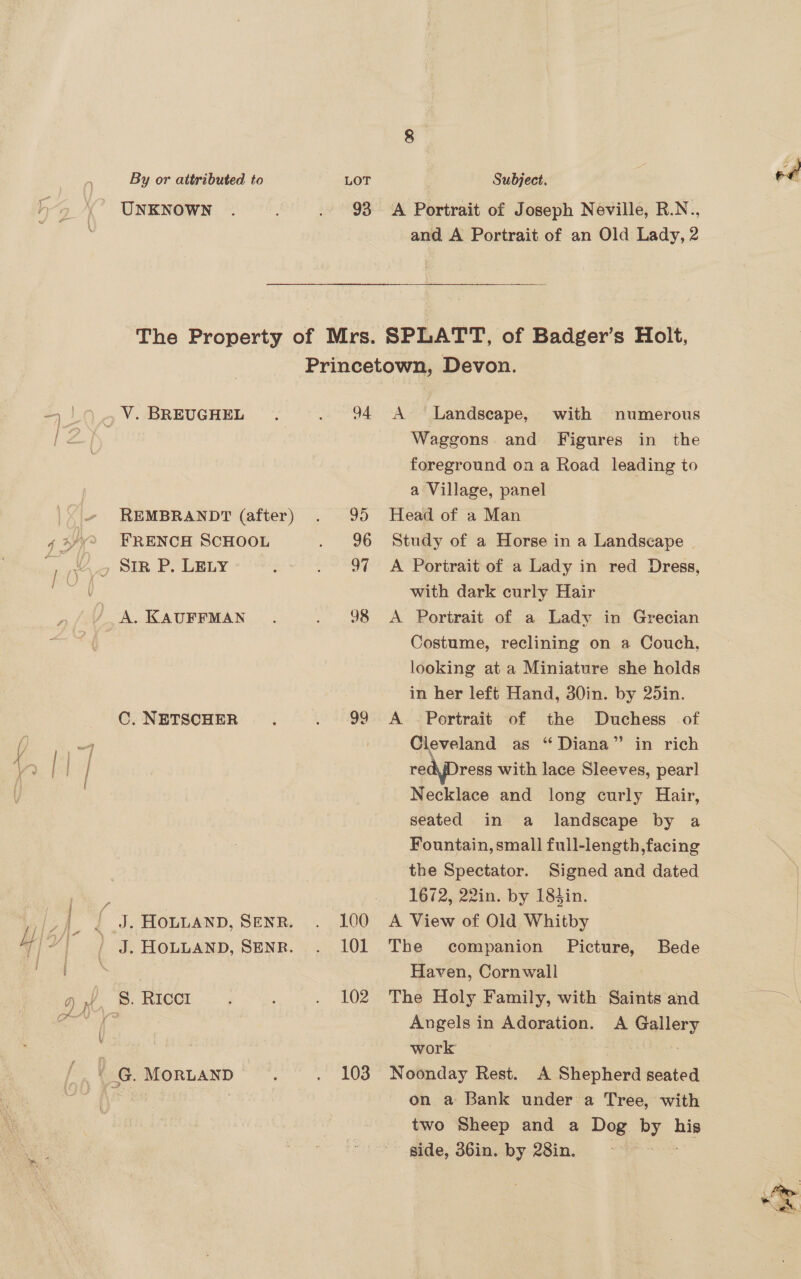 8
By or attributed to LOT Subject.
UNKNOWN . . . 93 A Portrait of Joseph Neville, R.N.,
and A Portrait of an Old Lady, 2
The Property of Mrs. SPLATT, of Badger's Holt,
Princetown, Devon.
V. BREUGHEL . . 94 A Landscape, with numerous
Waggons and Figures in the
foreground on a Road leading to
a Village, panel
REMBRANDT (after) . 95 Head of a Man
FRENCH SCHOOL . 96 Study of a Horse in a Landscape
SIR P. LELY . . 97 A Portrait of a Lady in red Dress,
with dark curly Hair
A. KAUFFMAN . . 98 A Portrait of a Lady in Grecian
Costume, reclining on a Couch,
looking at a Miniature she holds
in her left Hand, 30in. by 25in.
C. NETSCHER . . 99 A Portrait of the Duchess of
Cleveland as “Diana” in rich
red Dress with lace Sleeves, pearl
Necklace and long curly Hair,
seated in a landscape by a
Fountain, small full-length, facing
the Spectator. Signed and dated
1672, 22in. by 18½in.
J. HOLLAND, SENR. . 100 A View of Old Whitby
J. HOLLAND, SENR. . 101 The companion Picture, Bede
Haven, Cornwall
S. RICCI . . . 102 The Holy Family, with Saints and
Angels in Adoration. A Gallery
work
G. MORLAND . . 103 Noonday Rest. A Shepherd seated
on a Bank under a Tree, with
two Sheep and a Dog by his
side, 36in. by 28in.